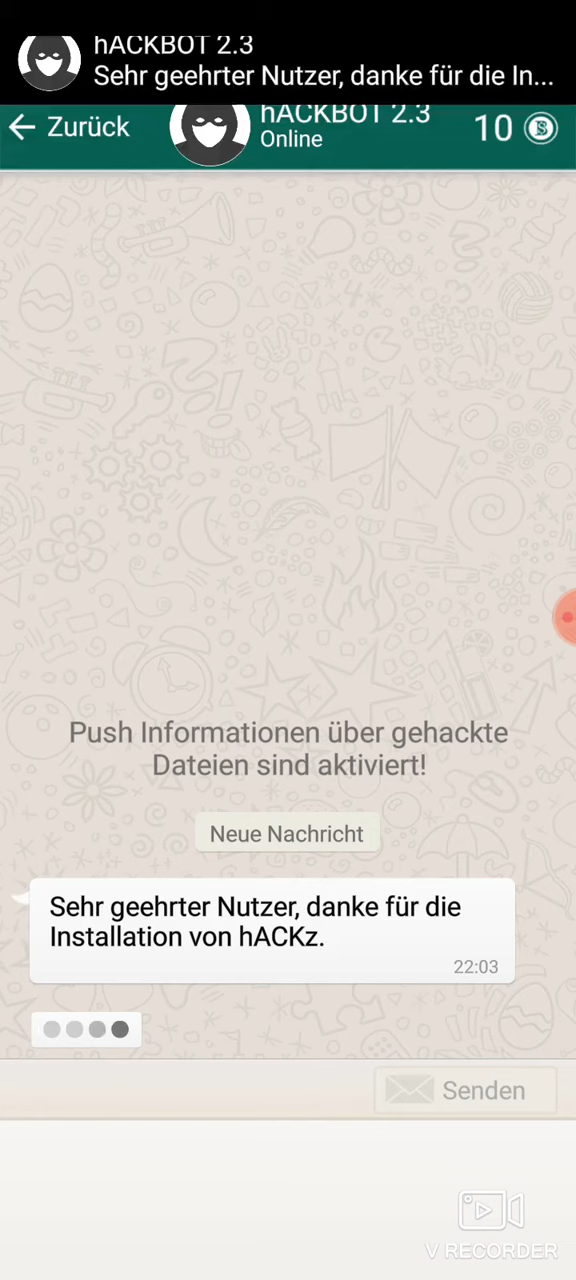 hACKBOT 2.3
Sehr geehrter Nutzer, danke für die In...
Zurück
hACKBOT 2.3
Online
10
Push Informationen über gehackte
Dateien sind aktiviert!
Neue Nachricht
Sehr geehrter Nutzer, danke für die
Installation von hACKz.
22:03
Senden
V RECORDER